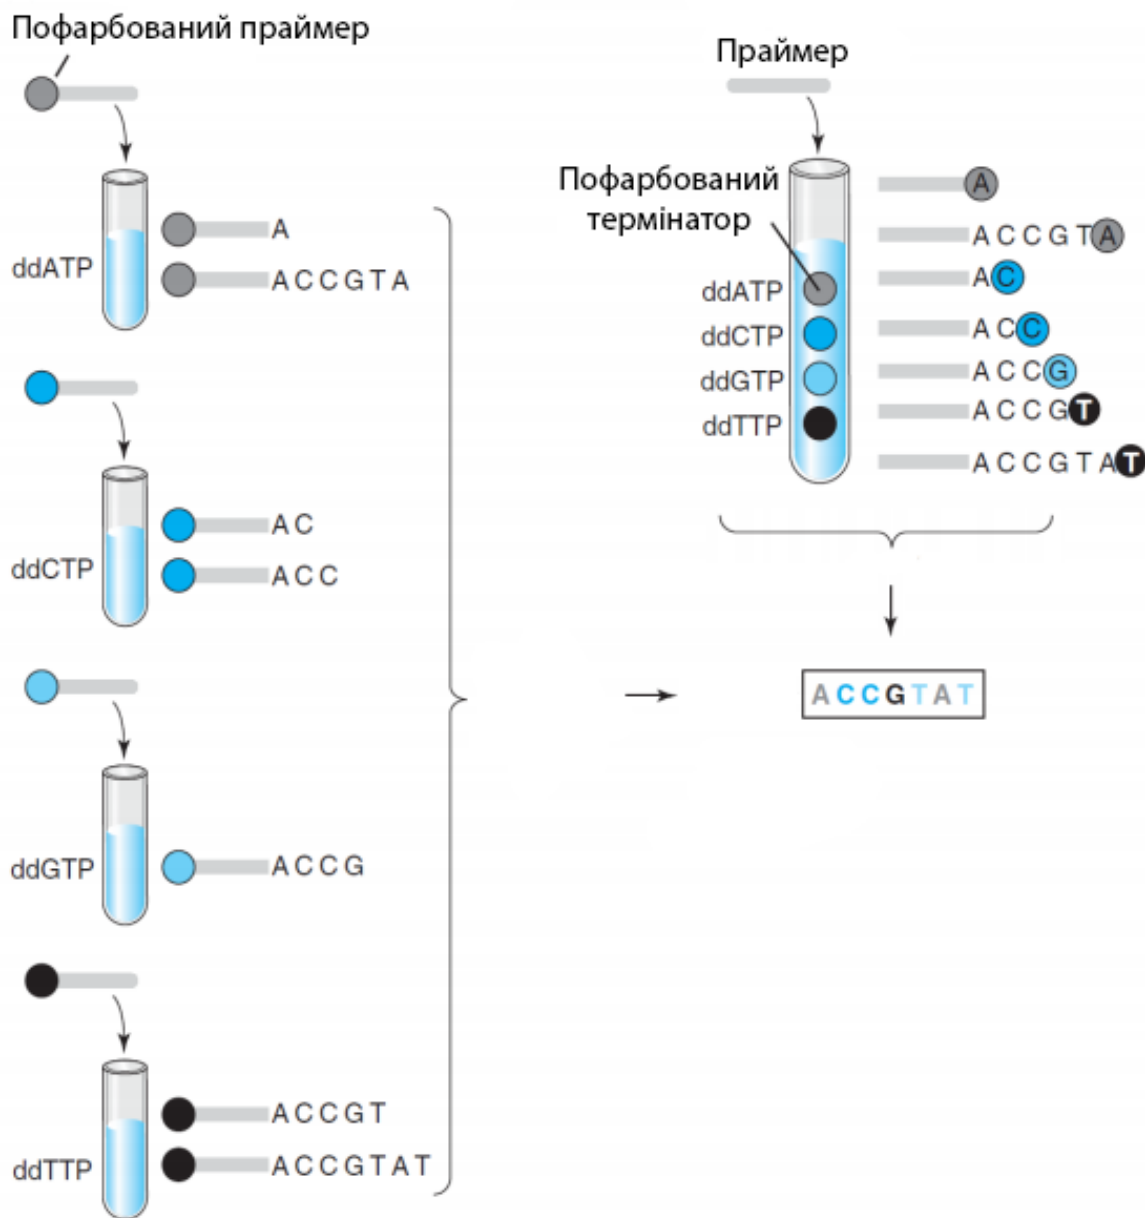 Пофарбований праймер
ddATP
A
ACCGTA
ddCTP
AC
ACC
ddGTP
ACCG
ddTTP
ACCGT
ACCGTAT
Праймер
Пофарбований
термінатор
ddATP
ddCTP
ddGTP
ddTTP
A
ACCGTA
AC
ACC
ACCG
ACCGT
ACCGTAT
ACCGTAT